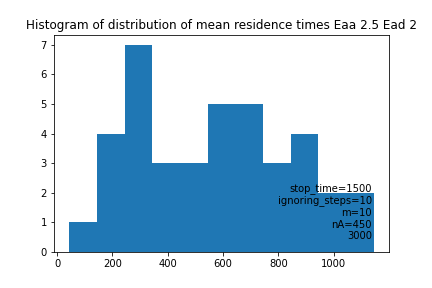 Histogram of distribution of mean residence times Eaa 2.5 Ead 2
7
6
5
4
3
2
1
0
stop_time=1500
ignoring_steps=10
m=10
nA=450
3000
0 200 400 600 800 1000